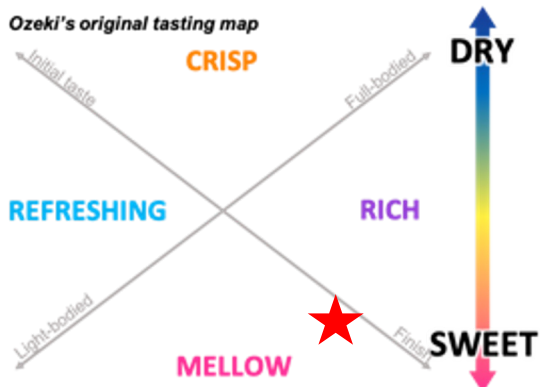 Ozeki's original tasting map
DRY
CRISP
Initial taste
Full-bodied
REFRESHING
RICH
Light-bodied
Finish
SWEET
MELLOW